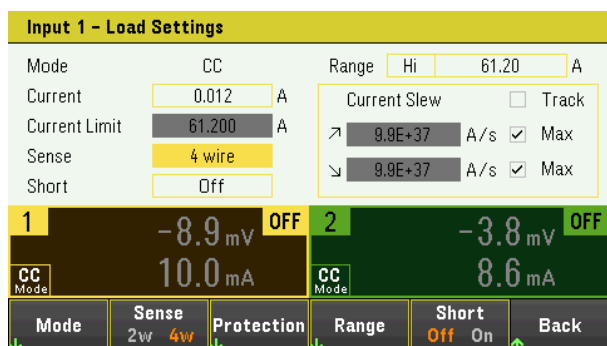 Input 1 – Load Settings
Mode CC Range Hi 61.20 A
Current 0.012 A Current Slew Track
Current Limit 61.200 A ↗ 9.9E+37 A/s ✓ Max
Sense 4 wire ↘ 9.9E+37 A/s ✓ Max
Short Off
1 -8.9 mV OFF 2 -3.8 mV OFF
CC Mode 10.0 mA CC Mode 8.6 mA
Mode Sense 2w 4w Protection Range Short Off On Back